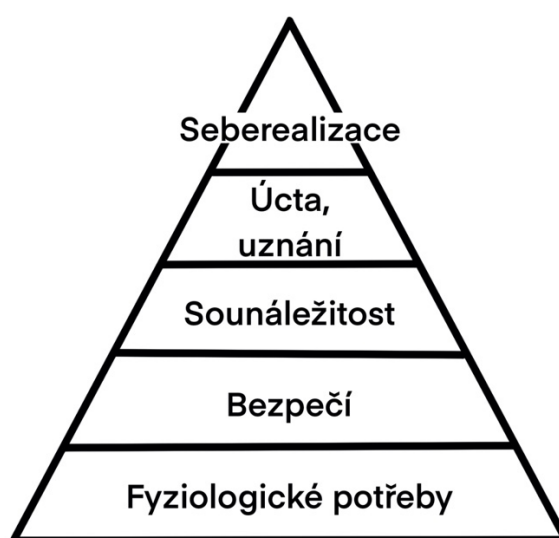 Seberealizace
Úcta,
uznání
Sounáležitost
Bezpečí
Fyziologické potřeby